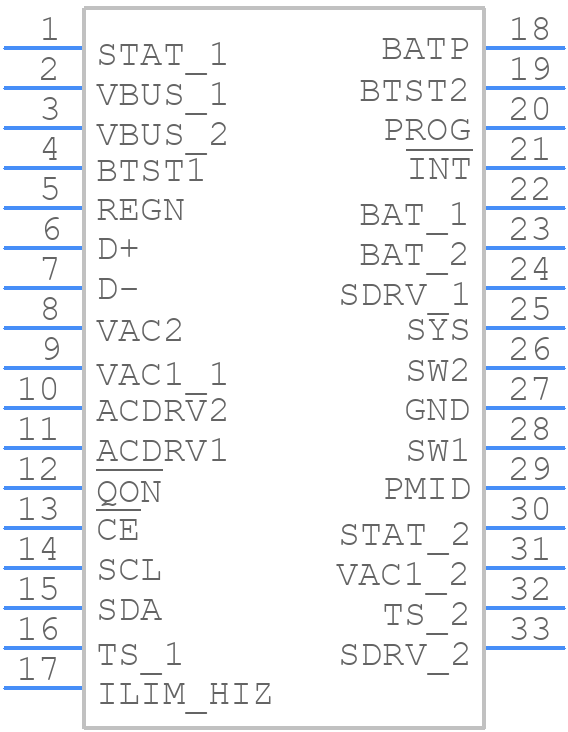 1 STAT_1
2 VBUS_1
3 VBUS_2
4 BTST1
5 REGN
6 D+
7 D-
8 VAC2
9 VAC1_1
10 ACDRV2
11 ACDRV1
12 QON
13 CE
14 SCL
15 SDA
16 TS_1
17 ILIM_HIZ
18 BATP
19 BTST2
20 PROG
21 INT
22 BAT_1
23 BAT_2
24 SDRV_1
25 SYS
26 SW2
27 GND
28 SW1
29 PMID
30 STAT_2
31 VAC1_2
32 TS_2
33 SDRV_2